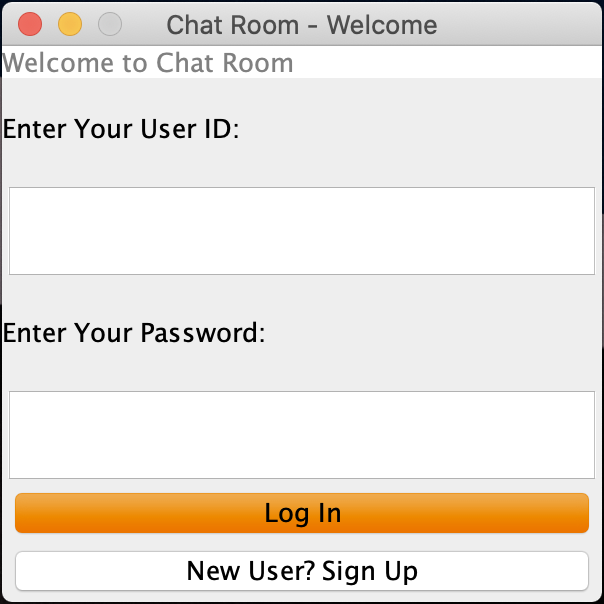 Chat Room - Welcome
Welcome to Chat Room
Enter Your User ID:
Enter Your Password:
Log In
New User? Sign Up